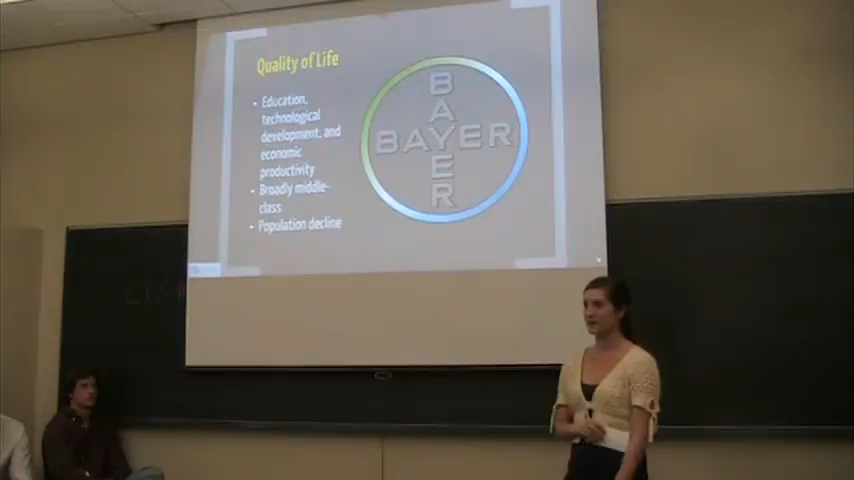 Quality of Life
• Education,
technological
development, and
economic
productivity
• Broadly middle-
class
• Population decline
BAYER
BAYER